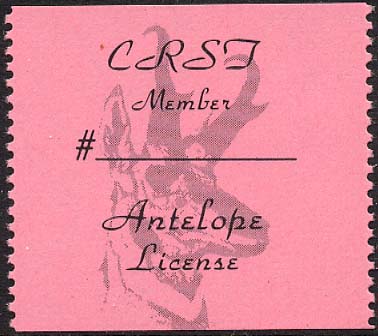 CRST
Member
#
Antelope
License